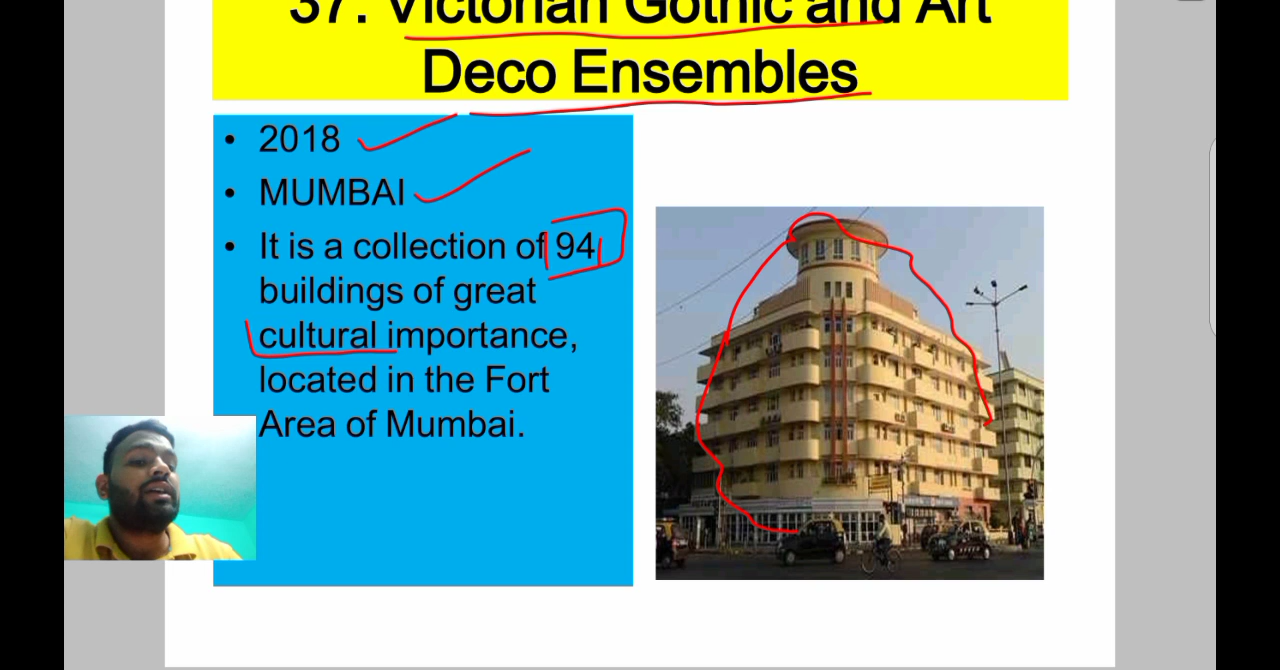 37. Victorian Gothic and Art
Deco Ensembles
• 2018
• MUMBAI
• It is a collection of 94
buildings of great
cultural importance,
located in the Fort
Area of Mumbai.